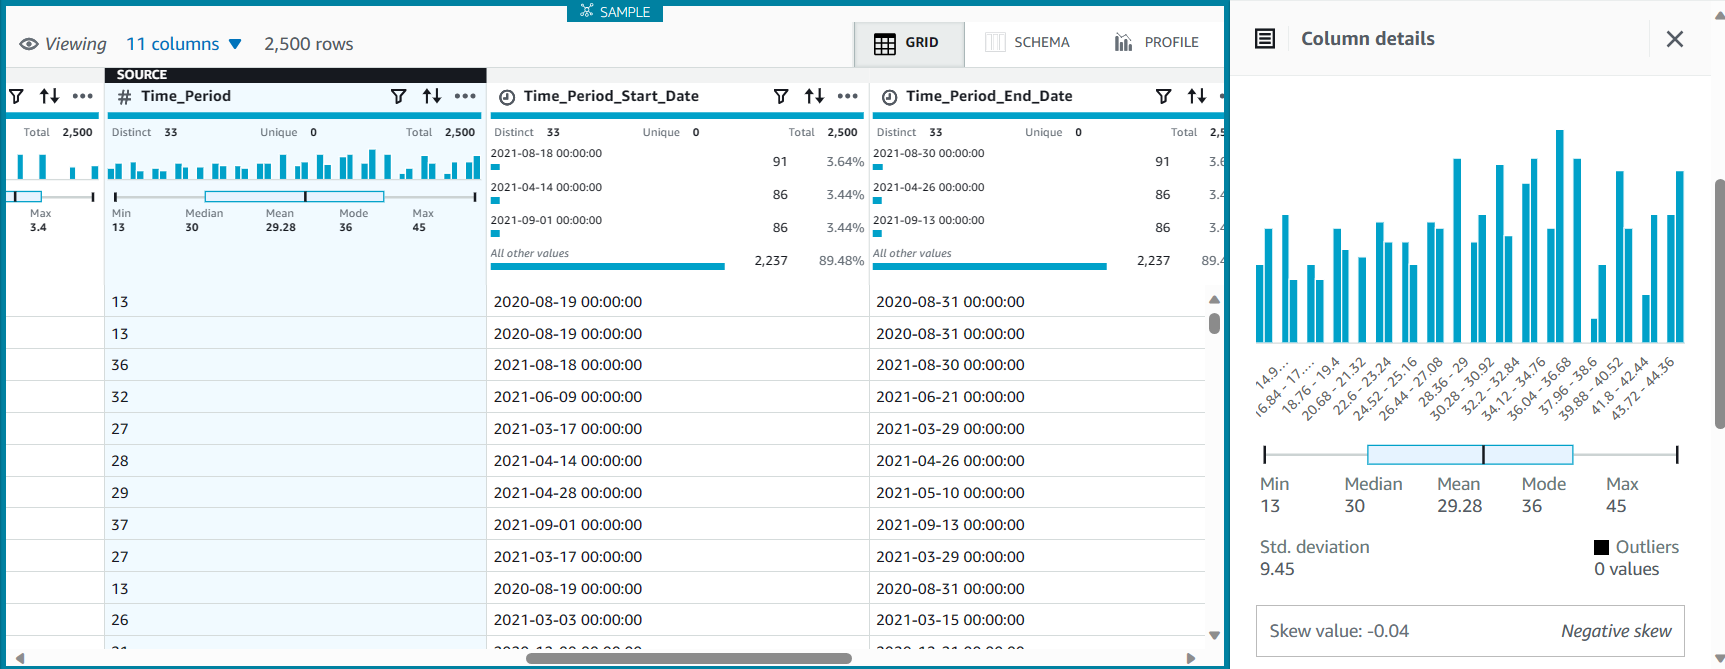 SAMPLE
Viewing 11 columns 2,500 rows GRID SCHEMA PROFILE
SOURCE
# Time_Period Time_Period_Start_Date Time_Period_End_Date
Total 2,500 Distinct 33 Unique 0 Total 2,500 Distinct 33 Unique 0 Total 2,500 Distinct 33 Unique 0 Total 2,5
2021-08-18 00:00:00 91 3.64% 2021-08-30 00:00:00 91 3.6
2021-04-14 00:00:00 86 3.44% 2021-04-26 00:00:00 86 3.4
2021-09-01 00:00:00 86 3.44% 2021-09-13 00:00:00 86 3.4
All other values 2,237 89.48% All other values 2,237 89.4
Max Min Median Mean Mode Max
3.4 13 30 29.28 36 45
13 2020-08-19 00:00:00 2020-08-31 00:00:00
13 2020-08-19 00:00:00 2020-08-31 00:00:00
36 2021-08-18 00:00:00 2021-08-30 00:00:00
32 2021-06-09 00:00:00 2021-06-21 00:00:00
27 2021-03-17 00:00:00 2021-03-29 00:00:00
28 2021-04-14 00:00:00 2021-04-26 00:00:00
29 2021-04-28 00:00:00 2021-05-10 00:00:00
37 2021-09-01 00:00:00 2021-09-13 00:00:00
27 2021-03-17 00:00:00 2021-03-29 00:00:00
13 2020-08-19 00:00:00 2020-08-31 00:00:00
26 2021-03-03 00:00:00 2021-03-15 00:00:00
Column details
14.9...
16.84 - 17....
18.76 - 19.4
20.68 - 21.32
22.6 - 23.24
24.52 - 25.16
26.44 - 27.08
28.36 - 29
30.28 - 30.92
32.2 - 32.84
34.12 - 34.76
36.04 - 36.68
37.96 - 38.6
39.88 - 40.52
41.8 - 42.44
43.72 - 44.36
Min Median Mean Mode Max
13 30 29.28 36 45
Std. deviation Outliers
9.45 0 values
Skew value: -0.04 Negative skew